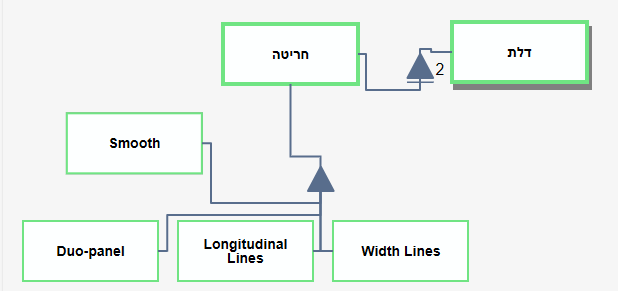 חריטה
דלת
2
Smooth
Duo-panel
Longitudinal
Lines
Width Lines